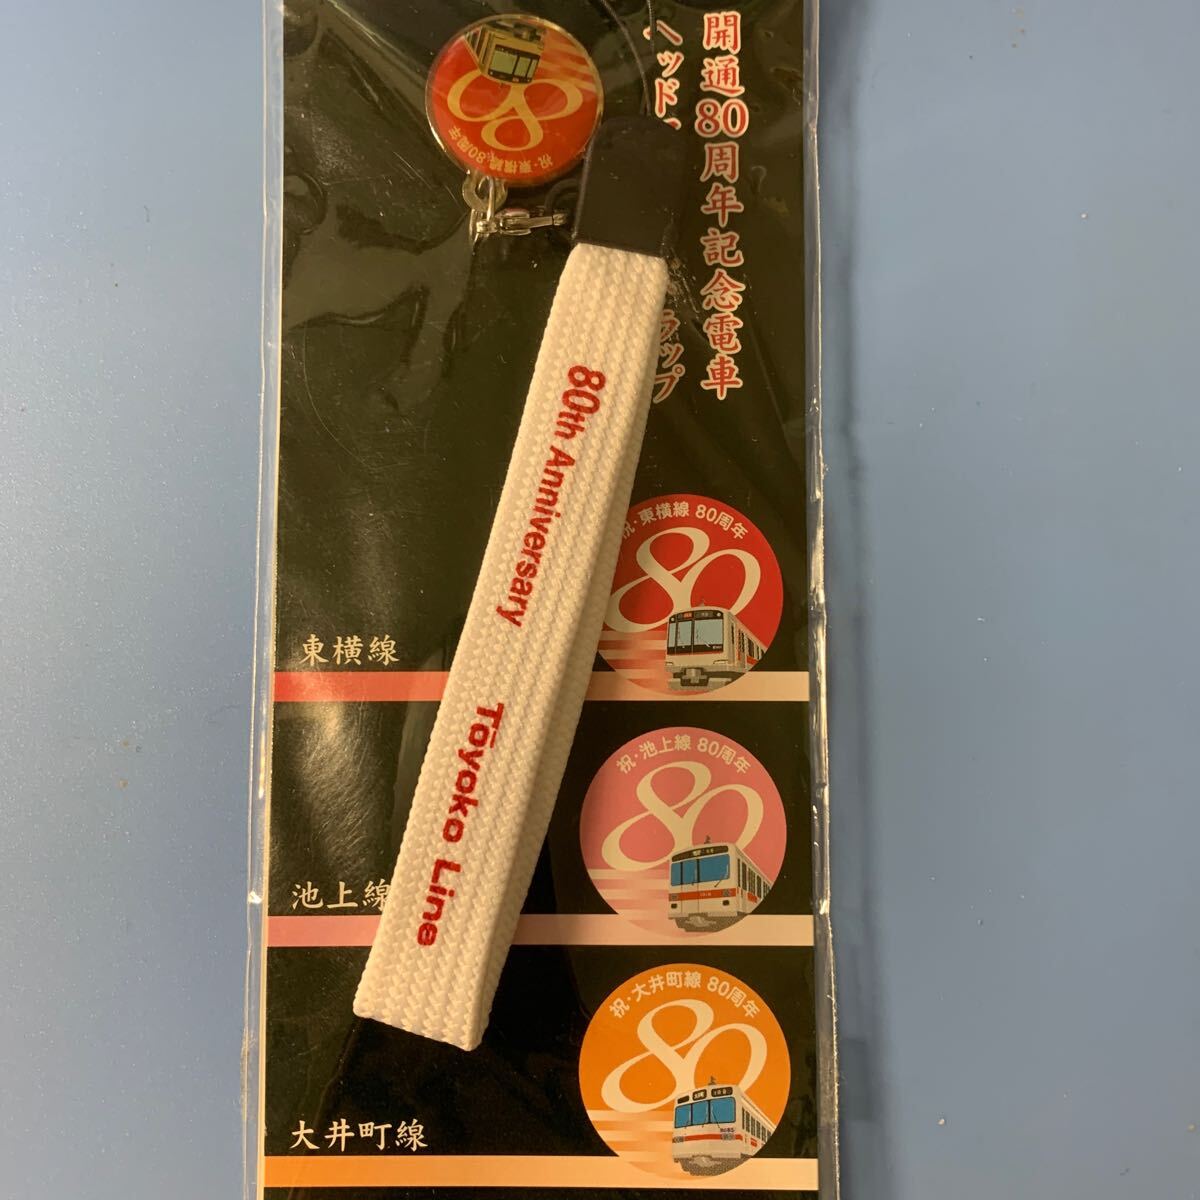 開通80周年記念電車
ヘッド
ラップ
80
祝・東横線 80周年
80th Anniversary Tōyoko Line
祝・東横線 80周年
80
東横線
祝・池上線 80周年
80
池上線
祝・大井町線 80周年
80
大井町線